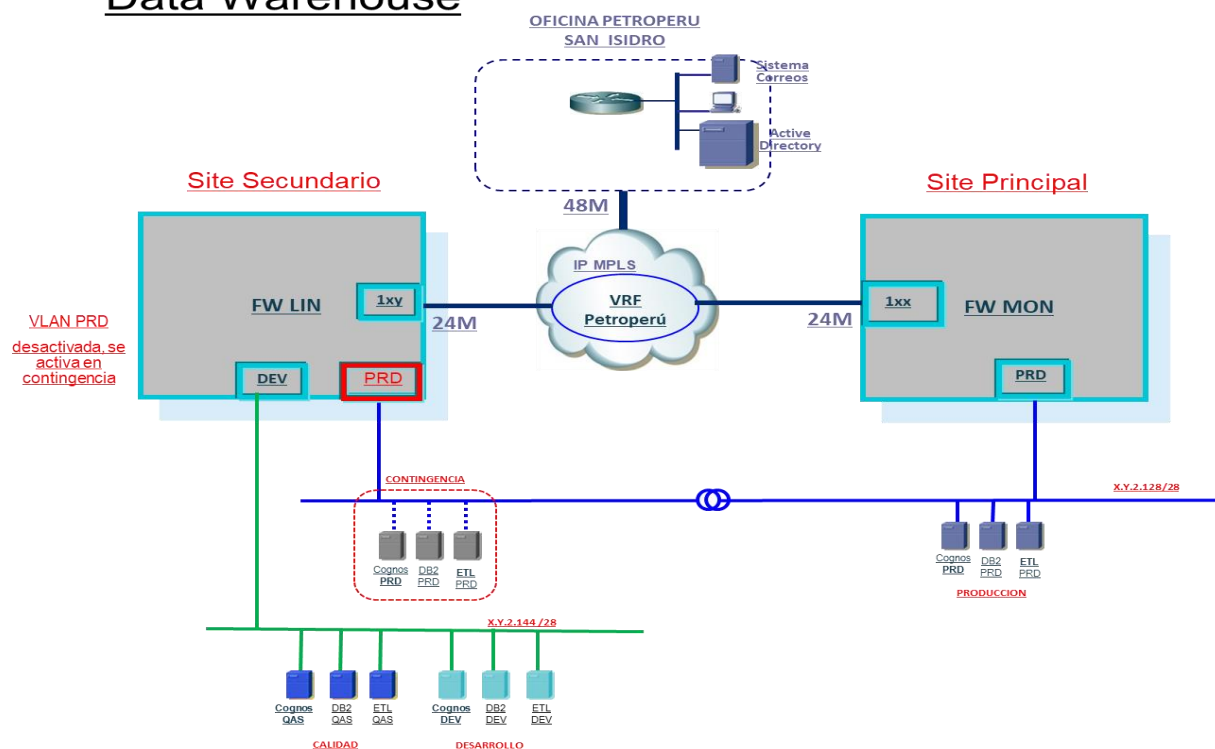 Data Warehouse
OFICINA PETROPERU
SAN ISIDRO
Sistema
Correos
Active
Directory
Site Secundario
Site Principal
48M
IP MPLS
VRF
Petroperú
FW LIN
1xy
24M
24M
1xx
FW MON
VLAN PRD
desactivada, se
activa en
contingencia
DEV
PRD
PRD
CONTINGENCIA
X.Y.2.128/28
Cognos
PRD
DB2
PRD
ETL
PRD
Cognos
PRD
DB2
PRD
ETL
PRD
PRODUCCION
X.Y.2.144 /28
Cognos
QAS
DB2
QAS
ETL
QAS
Cognos
DEV
DB2
DEV
ETL
DEV
CALIDAD
DESARROLLO